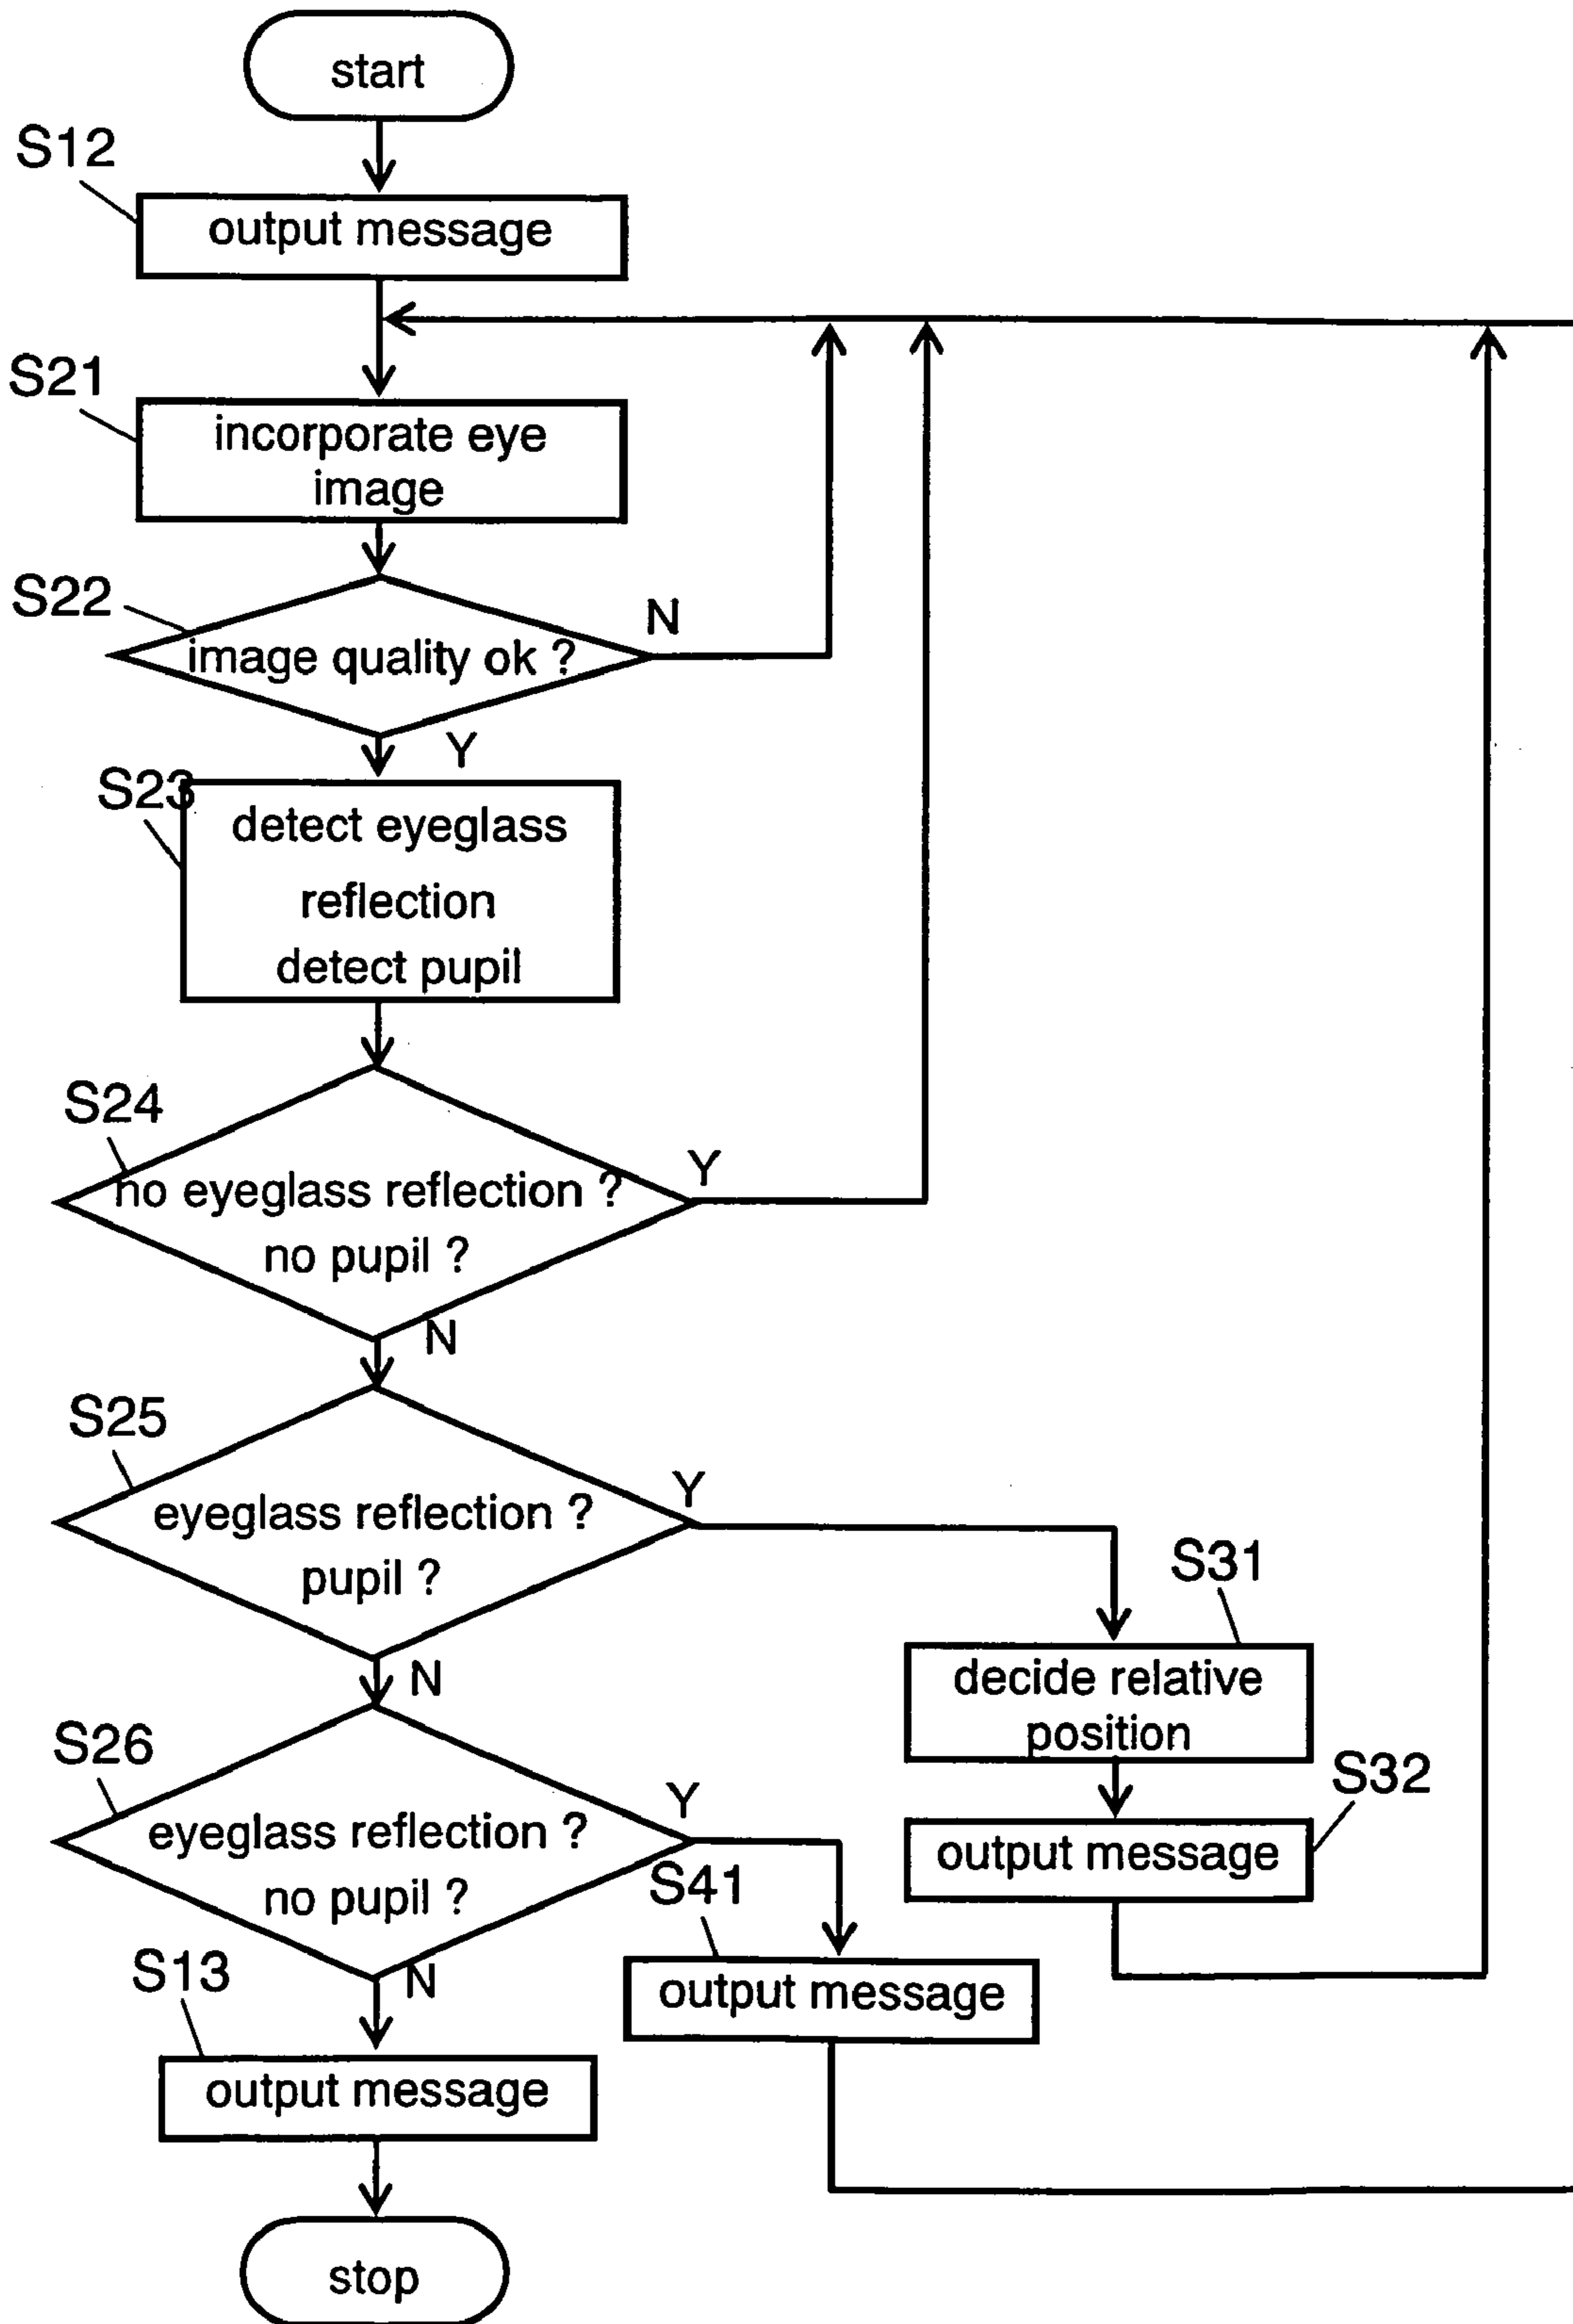 start
S12
output message
S21
incorporate eye
image
S22
image quality ok ?
N
Y
S23
detect eyeglass
reflection
detect pupil
S24
no eyeglass reflection ?
no pupil ?
Y
N
S25
eyeglass reflection ?
pupil ?
Y
N
S31
decide relative
position
S32
output message
S26
eyeglass reflection ?
no pupil ?
Y
N
S41
output message
S13
output message
stop